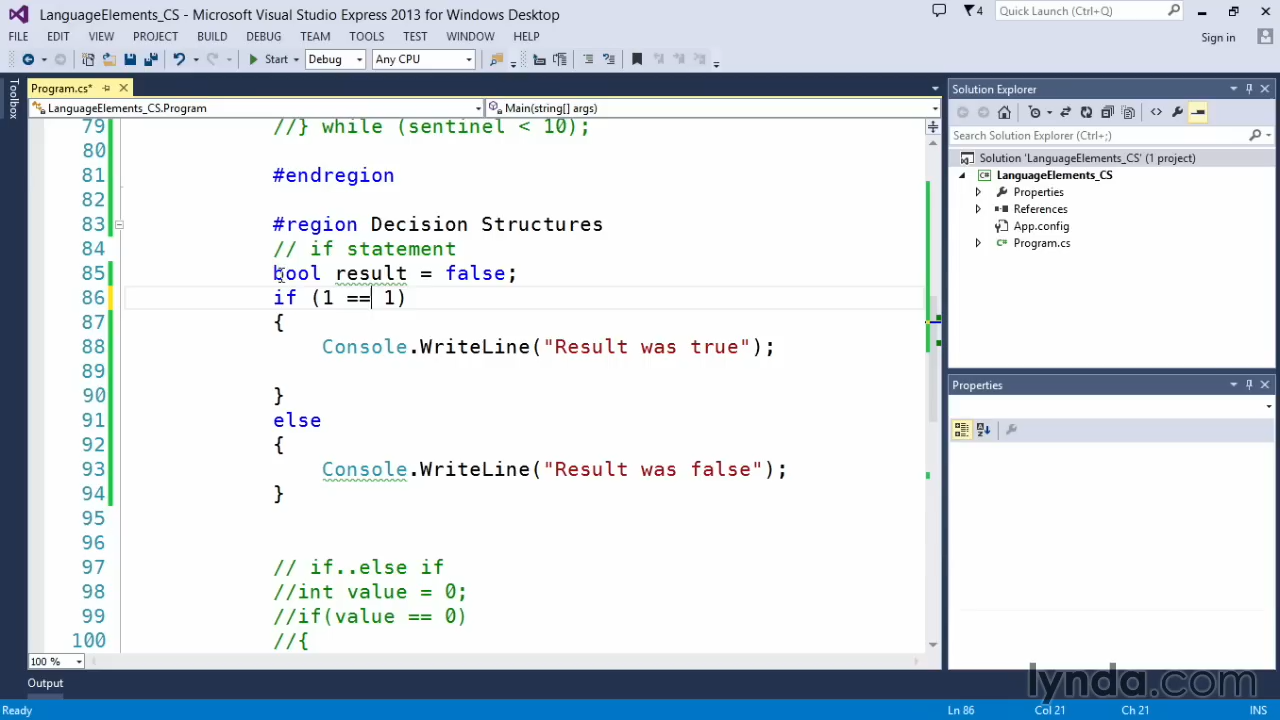 LanguageElements_CS - Microsoft Visual Studio Express 2013 for Windows Desktop
4
Quick Launch (Ctrl+Q)
FILE EDIT VIEW PROJECT BUILD DEBUG TEAM TOOLS TEST WINDOW HELP
Sign in
Start Debug Any CPU
Toolbox
Program.cs*
LanguageElements_CS.Program
Main(string[] args)
79 //} while (sentinel < 10);
80
81 #endregion
82
83 #region Decision Structures
84 // if statement
85 bool result = false;
86 if (1 == 1)
87 {
88 Console.WriteLine("Result was true");
89
90 }
91 else
92 {
93 Console.WriteLine("Result was false");
94 }
95
96
97 // if..else if
98 //int value = 0;
99 //if(value == 0)
100 //{
100 %
Output
Solution Explorer
Search Solution Explorer (Ctrl+;)
Solution 'LanguageElements_CS' (1 project)
LanguageElements_CS
Properties
References
App.config
Program.cs
Properties
lynda.com
Ready
Ln 86
Col 21
Ch 21
INS